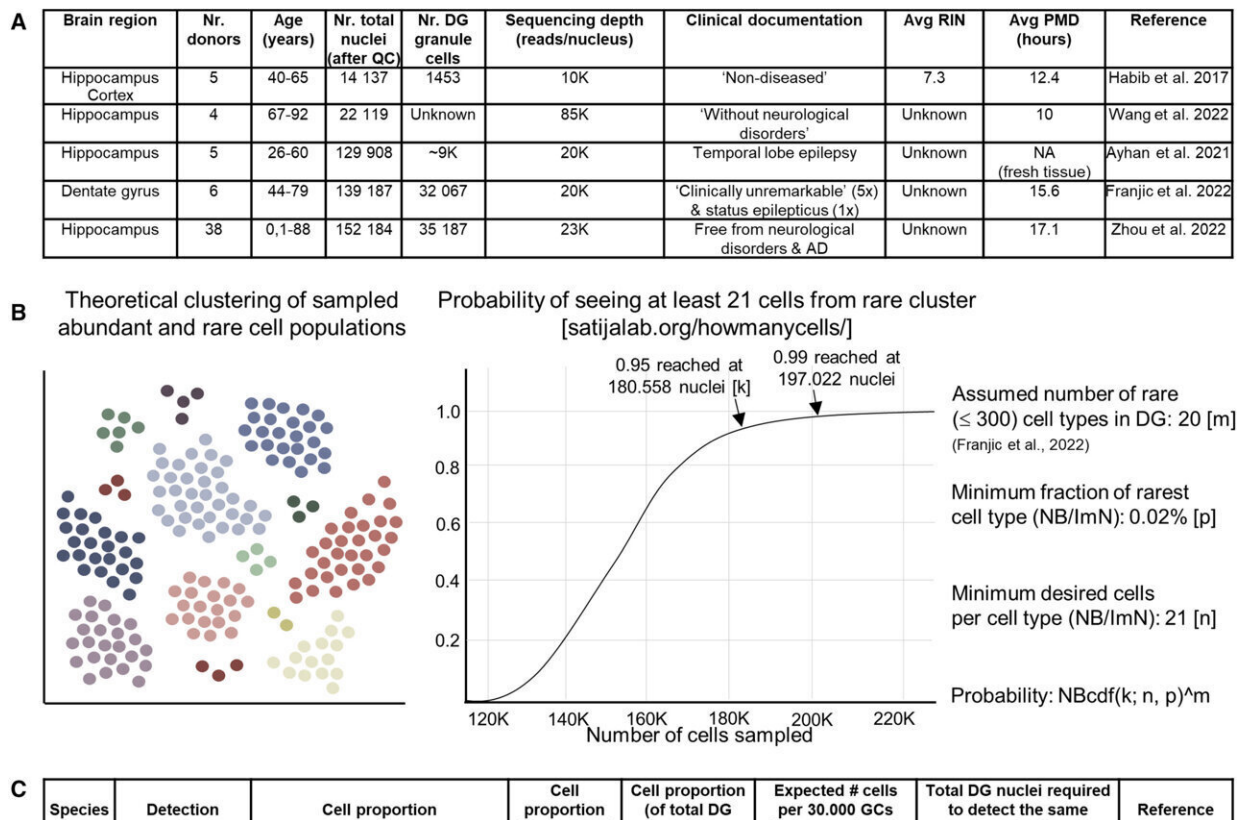 A
Brain region
Nr. donors
Age (years)
Nr. total nuclei (after QC)
Nr. DG granule cells
Sequencing depth (reads/nucleus)
Clinical documentation
Avg RIN
Avg PMD (hours)
Reference
Hippocampus Cortex
5
40-65
14 137
1453
10K
'Non-diseased'
7.3
12.4
Habib et al. 2017
Hippocampus
4
67-92
22 119
Unknown
85K
'Without neurological disorders'
Unknown
10
Wang et al. 2022
Hippocampus
5
26-60
129 908
~9K
20K
Temporal lobe epilepsy
Unknown
NA (fresh tissue)
Ayhan et al. 2021
Dentate gyrus
6
44-79
139 187
32 067
20K
'Clinically unremarkable' (5x) & status epilepticus (1x)
Unknown
15.6
Franjic et al. 2022
Hippocampus
38
0,1-88
152 184
35 187
23K
Free from neurological disorders & AD
Unknown
17.1
Zhou et al. 2022
B
Theoretical clustering of sampled
abundant and rare cell populations
Probability of seeing at least 21 cells from rare cluster
[satijalab.org/howmanycells/]
0.95 reached at
180.558 nuclei [k]
0.99 reached at
197.022 nuclei
1.0
0.8
0.6
0.4
0.2
120K
140K
160K
180K
200K
220K
Number of cells sampled
Assumed number of rare
(≤ 300) cell types in DG: 20 [m]
(Franjic et al., 2022)
Minimum fraction of rarest
cell type (NB/ImN): 0.02% [p]
Minimum desired cells
per cell type (NB/ImN): 21 [n]
Probability: NBcdf(k; n, p)^m
C
Species
Detection
Cell proportion
Cell proportion
Cell proportion (of total DG
Expected # cells per 30.000 GCs
Total DG nuclei required to detect the same
Reference